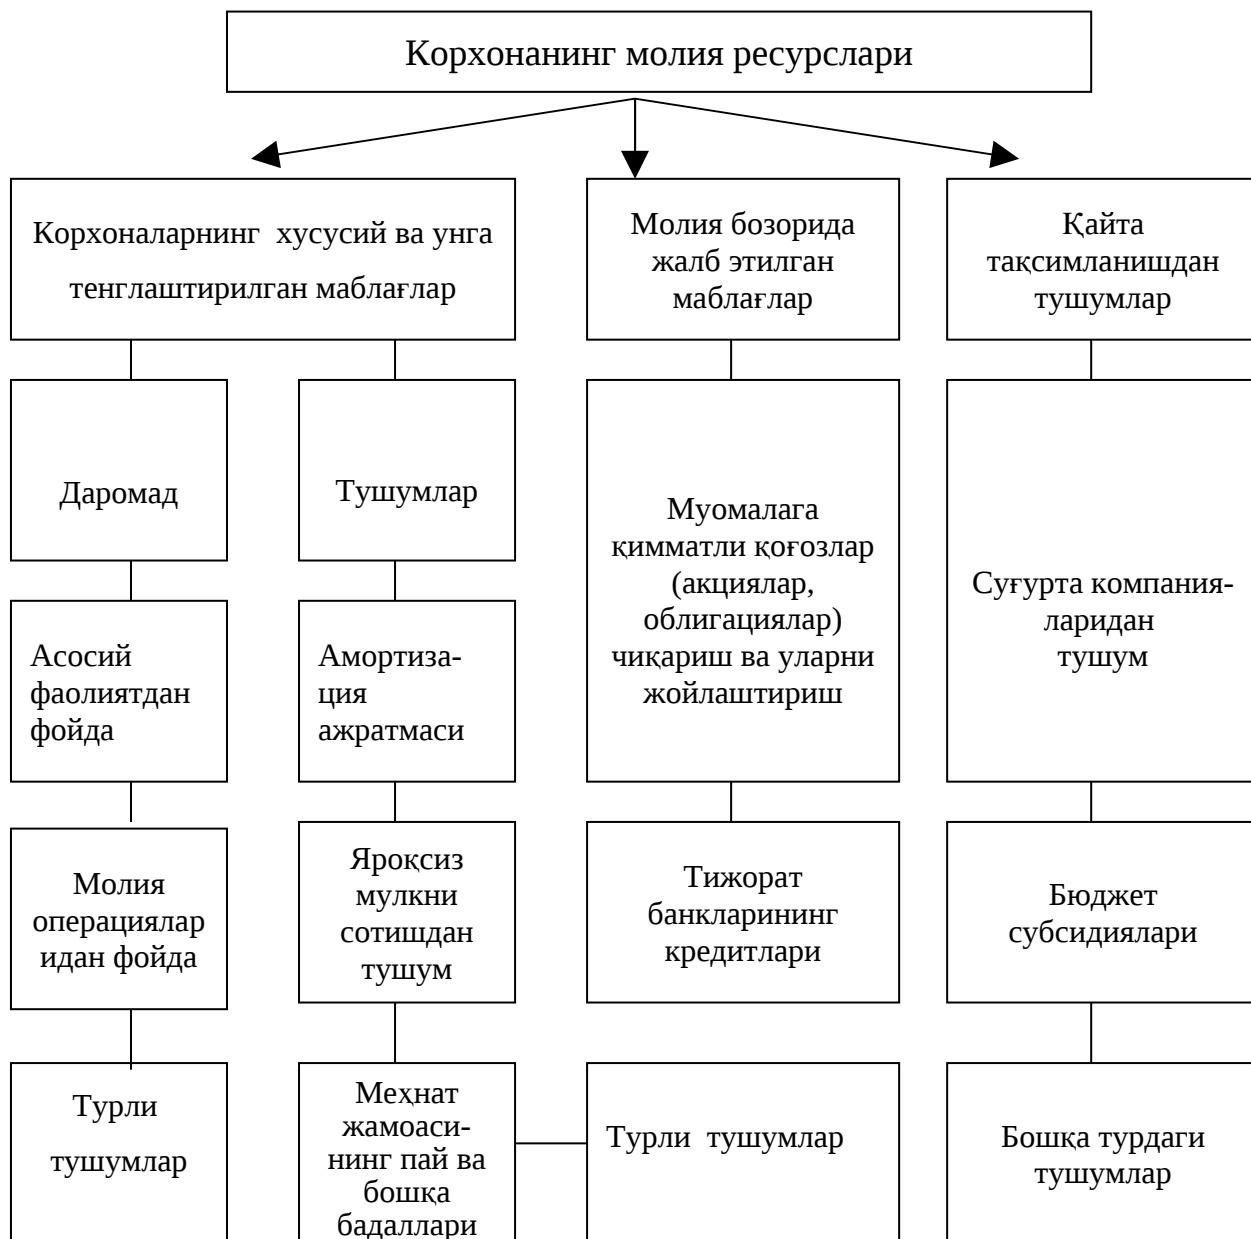 Корхонанинг молия ресурслари
Корхоналарнинг хусусий ва унга
тенглаштирилган маблағлар
Молия бозорида
жалб этилган
маблағлар
Қайта
тақсимланишдан
тушумлар
Даромад
Тушумлар
Муомалага
қимматли қоғозлар
(акциялар,
облигациялар)
чиқариш ва уларни
жойлаштириш
Суғурта компания-
ларидан
тушум
Асосий
фаолиятдан
фойда
Амортиза-
ция
ажратмаси
Молия
операциялар
идан фойда
Яроқсиз
мулкни
сотишдан
тушум
Тижорат
банкларининг
кредитлари
Бюджет
субсидиялари
Турли
тушумлар
Меҳнат
жамоаси-
нинг пай ва
бошқа
бадаллари
Турли тушумлар
Бошқа турдаги
тушумлар